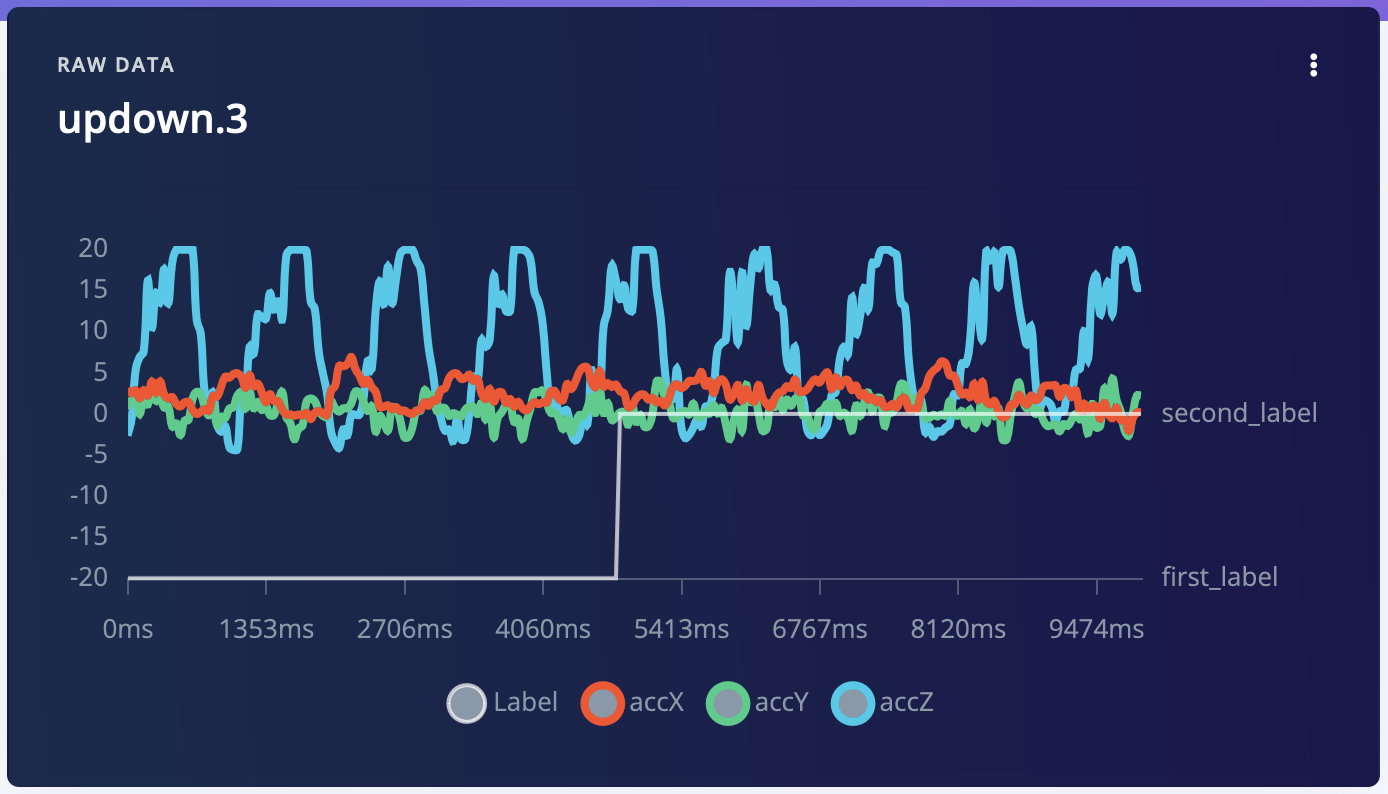 RAW DATA
updown.3
20
15
10
5
0
-5
-10
-15
-20
second_label
first_label
0ms 1353ms 2706ms 4060ms 5413ms 6767ms 8120ms 9474ms
Label accX accY accZ